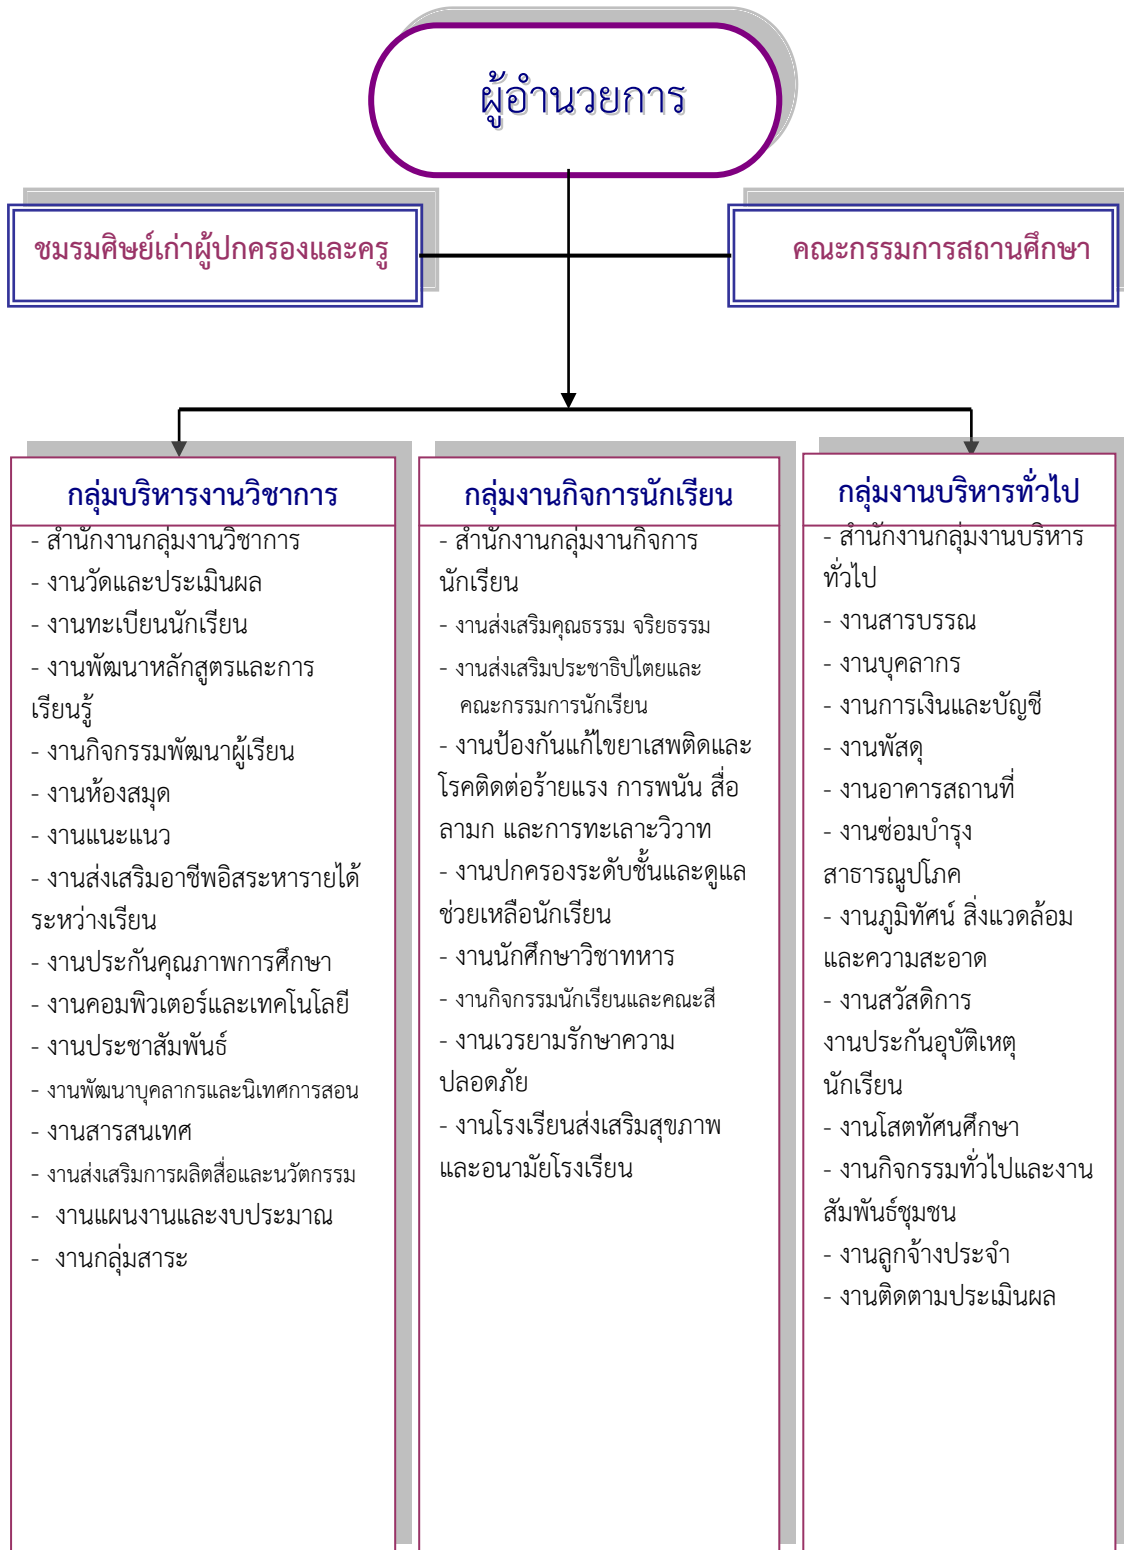 ผู้อำนวยการ
ชมรมศิษย์เก่าผู้ปกครองและครู
คณะกรรมการสถานศึกษา
กลุ่มบริหารงานวิชาการ
- สำนักงานกลุ่มงานวิชาการ
- งานวัดและประเมินผล
- งานทะเบียนนักเรียน
- งานพัฒนาหลักสูตรและการ
เรียนรู้
- งานกิจกรรมพัฒนาผู้เรียน
- งานห้องสมุด
- งานแนะแนว
- งานส่งเสริมอาชีพอิสระหารายได้
ระหว่างเรียน
- งานประกันคุณภาพการศึกษา
- งานคอมพิวเตอร์และเทคโนโลยี
- งานประชาสัมพันธ์
- งานพัฒนาบุคลากรและนิเทศการสอน
- งานสารสนเทศ
- งานส่งเสริมการผลิตสื่อและนวัตกรรม
- งานแผนงานและงบประมาณ
- งานกลุ่มสาระ
กลุ่มงานกิจการนักเรียน
- สำนักงานกลุ่มงานกิจการ
นักเรียน
- งานส่งเสริมคุณธรรม จริยธรรม
- งานส่งเสริมประชาธิปไตยและ
คณะกรรมการนักเรียน
- งานป้องกันแก้ไขยาเสพติดและ
โรคติดต่อร้ายแรง การพนัน สื่อ
ลามก และการทะเลาะวิวาท
- งานปกครองระดับชั้นและดูแล
ช่วยเหลือนักเรียน
- งานนักศึกษาวิชาทหาร
- งานกิจกรรมนักเรียนและคณะสี
- งานเวรยามรักษาความ
ปลอดภัย
- งานโรงเรียนส่งเสริมสุขภาพ
และอนามัยโรงเรียน
กลุ่มงานบริหารทั่วไป
- สำนักงานกลุ่มงานบริหาร
ทั่วไป
- งานสารบรรณ
- งานบุคลากร
- งานการเงินและบัญชี
- งานพัสดุ
- งานอาคารสถานที่
- งานซ่อมบำรุง
สาธารณูปโภค
- งานภูมิทัศน์ สิ่งแวดล้อม
และความสะอาด
- งานสวัสดิการ
งานประกันอุบัติเหตุ
นักเรียน
- งานโสตทัศนศึกษา
- งานกิจกรรมทั่วไปและงาน
สัมพันธ์ชุมชน
- งานลูกจ้างประจำ
- งานติดตามประเมินผล